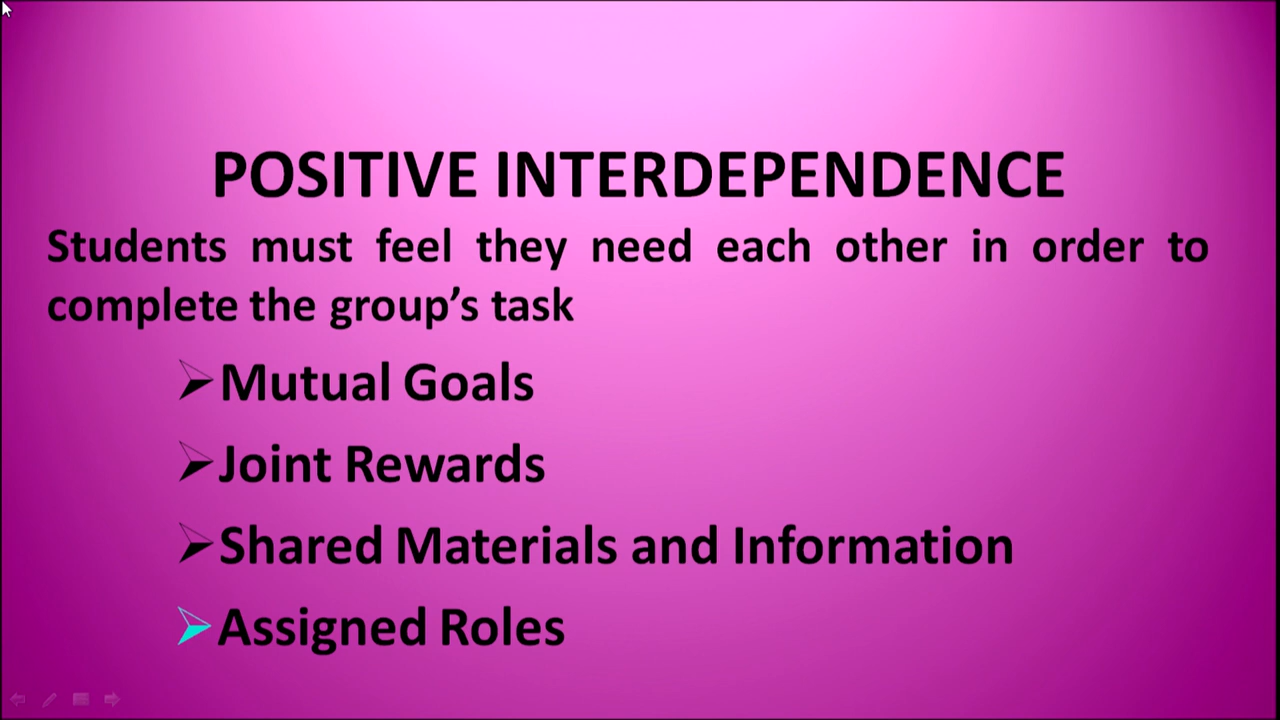 POSITIVE INTERDEPENDENCE
Students must feel they need each other in order to
complete the group’s task
Mutual Goals
Joint Rewards
Shared Materials and Information
Assigned Roles